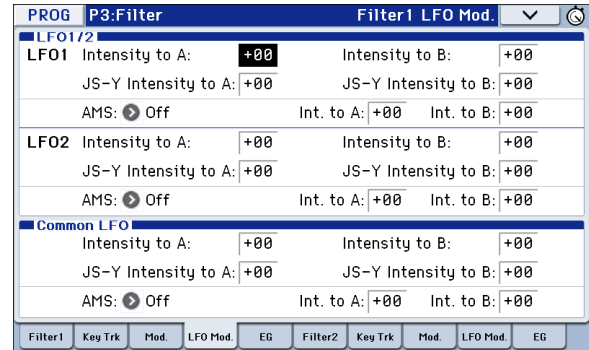 PROG P3:Filter Filter1 LFO Mod.
LFO1/2
LFO1 Intensity to A: +00 Intensity to B: +00
JS-Y Intensity to A: +00 JS-Y Intensity to B: +00
AMS: Off Int. to A: +00 Int. to B: +00
LFO2 Intensity to A: +00 Intensity to B: +00
JS-Y Intensity to A: +00 JS-Y Intensity to B: +00
AMS: Off Int. to A: +00 Int. to B: +00
Common LFO
Intensity to A: +00 Intensity to B: +00
JS-Y Intensity to A: +00 JS-Y Intensity to B: +00
AMS: Off Int. to A: +00 Int. to B: +00
Filter1 Key Trk Mod. LFO Mod. EG Filter2 Key Trk Mod. LFO Mod. EG